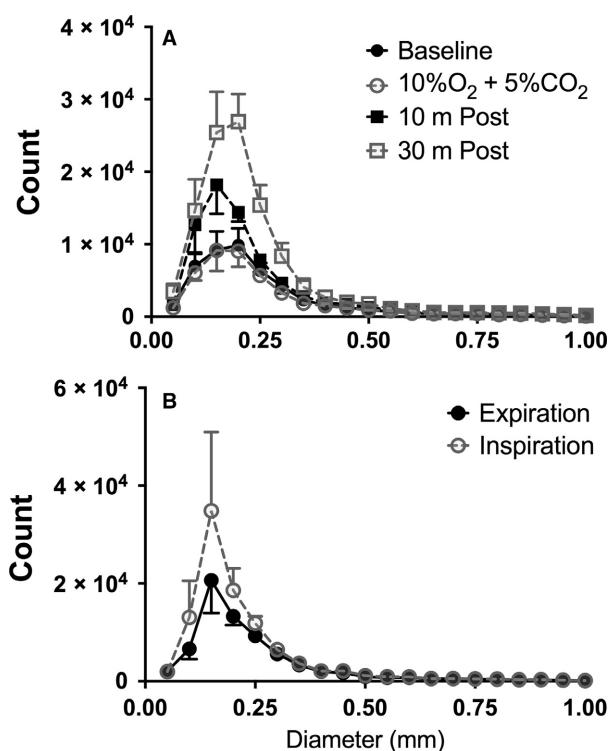 A
Baseline
10%O₂ + 5%CO₂
10 m Post
30 m Post
Count
4 × 10⁴
3 × 10⁴
2 × 10⁴
1 × 10⁴
0
0.00 0.25 0.50 0.75 1.00
B
Expiration
Inspiration
Count
6 × 10⁴
4 × 10⁴
2 × 10⁴
0
0.00 0.25 0.50 0.75 1.00
Diameter (mm)